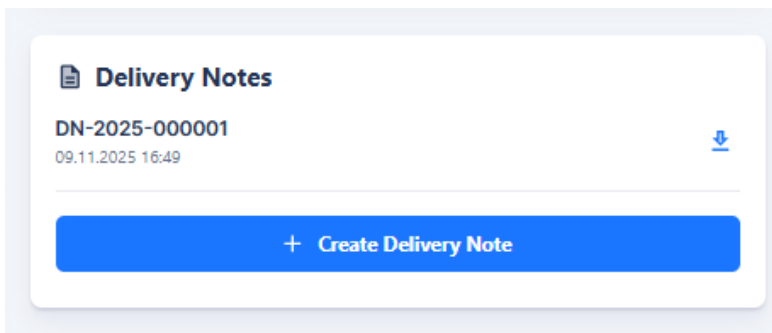 Delivery Notes
DN-2025-000001
09.11.2025 16:49
+ Create Delivery Note